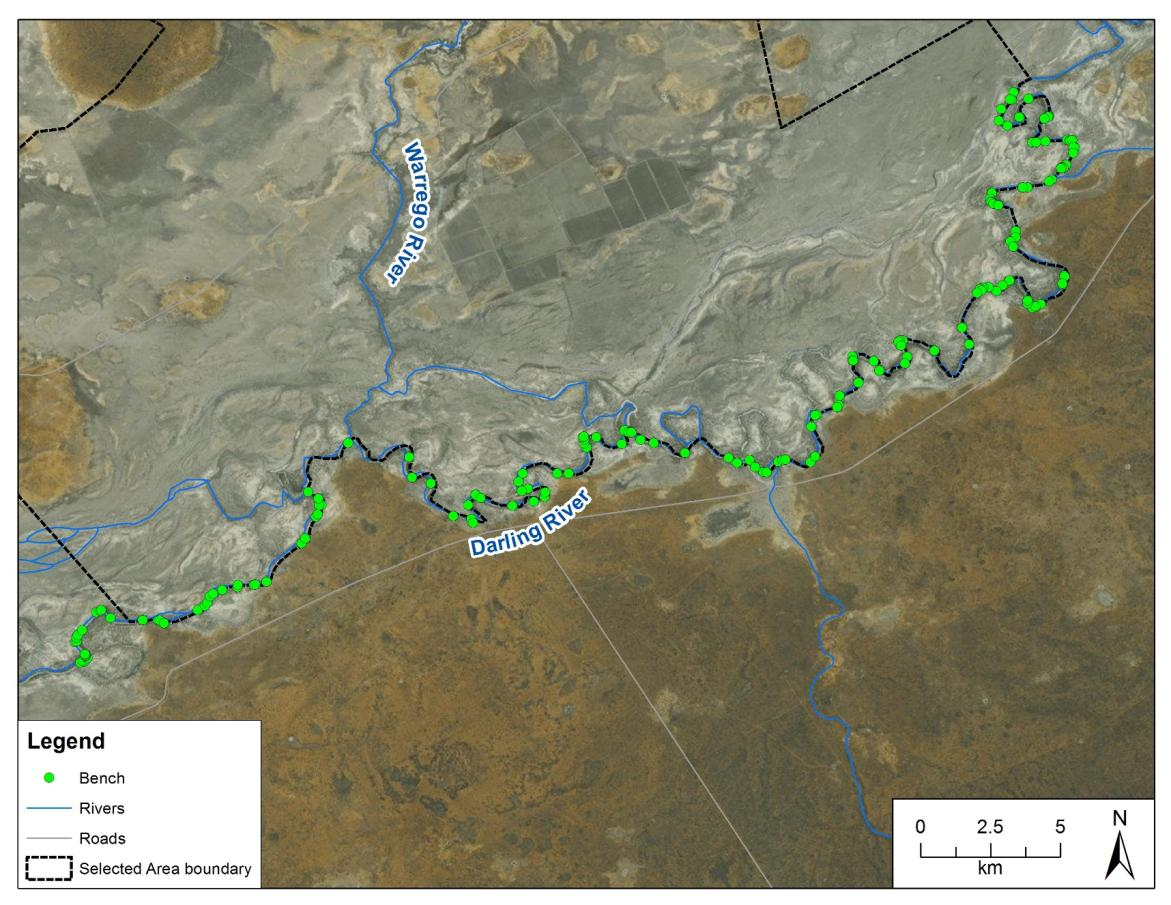 Warrego River
Darling River
Legend
Bench
Rivers
Roads
Selected Area boundary
0 2.5 5
km
N